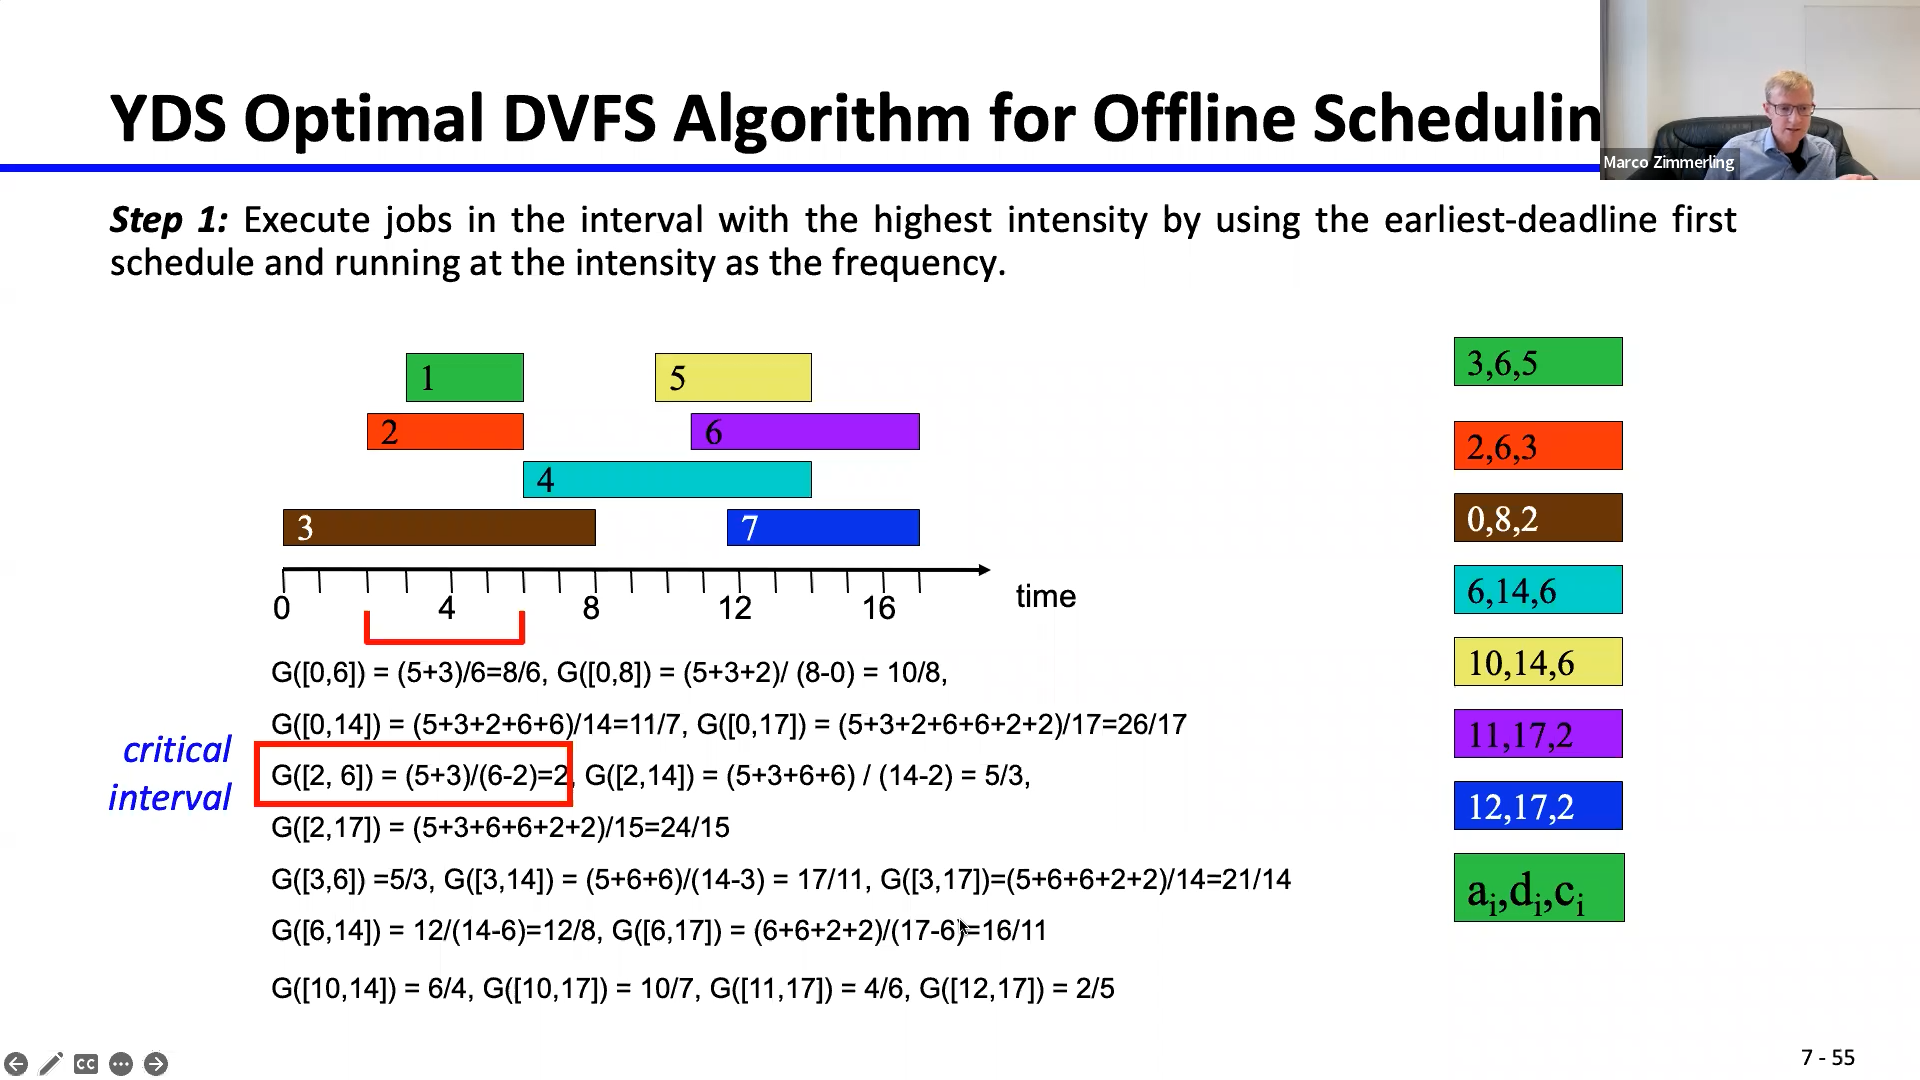 YDS Optimal DVFS Algorithm for Offline Schedulin
Marco Zimmerling
Step 1: Execute jobs in the interval with the highest intensity by using the earliest-deadline first
schedule and running at the intensity as the frequency.
1
5
2
6
4
3
7
0 4 8 12 16
time
G([0,6]) = (5+3)/6=8/6, G([0,8]) = (5+3+2)/ (8-0) = 10/8,
G([0,14]) = (5+3+2+6+6)/14=11/7, G([0,17]) = (5+3+2+6+6+2+2)/17=26/17
critical
interval
G([2, 6]) = (5+3)/(6-2)=2, G([2,14]) = (5+3+6+6) / (14-2) = 5/3,
G([2,17]) = (5+3+6+6+2+2)/15=24/15
G([3,6]) =5/3, G([3,14]) = (5+6+6)/(14-3) = 17/11, G([3,17])=(5+6+6+2+2)/14=21/14
G([6,14]) = 12/(14-6)=12/8, G([6,17]) = (6+6+2+2)/(17-6)=16/11
G([10,14]) = 6/4, G([10,17]) = 10/7, G([11,17]) = 4/6, G([12,17]) = 2/5
3,6,5
2,6,3
0,8,2
6,14,6
10,14,6
11,17,2
12,17,2
ai,di,ci
CC
7 - 55